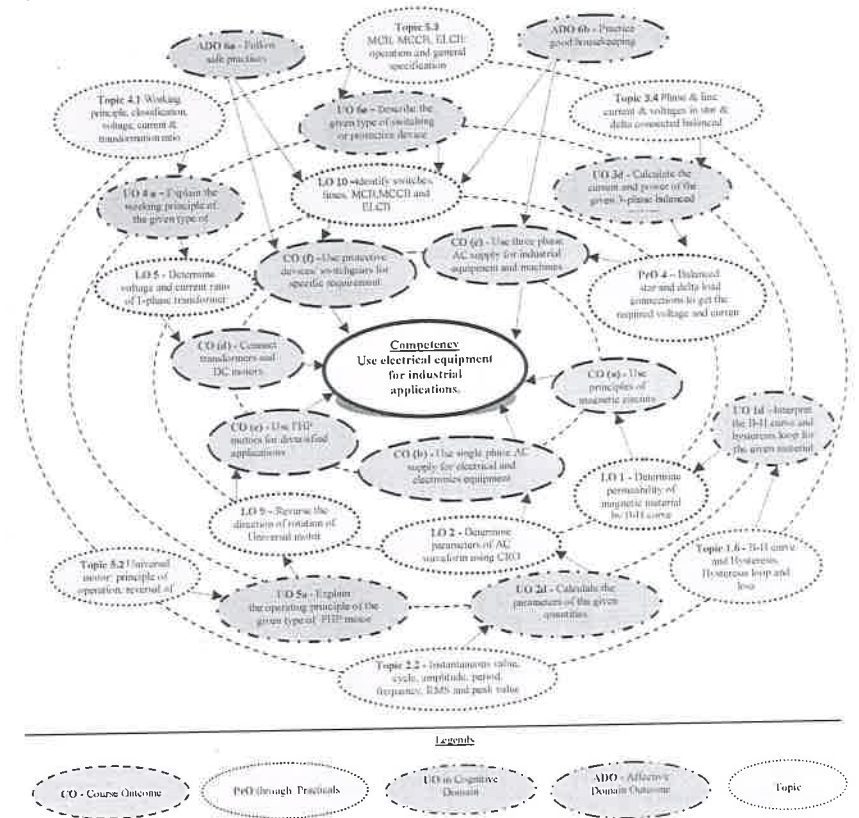 ADO 6a - Follow
safe practices
Topic 5.3
MCB, MCCB, ELCB:
operation and general
specification
ADO 6b - Practice
good housekeeping
Topic 4.1 Working
principle, classification,
voltage, current &
transformation ratio
UO 6a – Describe the
given type of switching
or protective device
Topic 3.4 Phase & line
current & voltages in star &
delta connected balanced
UO 4 a - Explain the
working principle of
the given type of
LO 10 –Identify switches,
fuses, MCB,MCCB and
ELCB
UO 3d - Calculate the
current and power of the
given 3-phase balanced
LO 5 - Determine
voltage and current ratio
of 1-phase transformer
CO (f) - Use protective
devices/ switchgears for
specific requirement
CO (c) - Use three phase
AC supply for industrial
equipment and machines
PrO 4 – Balanced
star and delta load
connections to get the
required voltage and curren
CO (d) - Connect
transformers and
DC motors
Competency
Use electrical equipment
for industrial
applications.
CO (a) - Use
principles of
magnetic circuits
CO (e) - Use FHP
motors for diversified
applications
CO (b) - Use single phase AC
supply for electrical and
electronics equipment
UO 1d –Interpret
the B-H curve and
hysteresis loop for
the given material
LO 1 - Determine
permeability of
magnetic material
by B-H curve
LO 9 – Reverse the
direction of rotation of
Universal motor
LO 2 – Determine
parameters of AC
waveform using CRO
Topic 5.2 Universal
motor: principle of
operation, reversal of
UO 5a - Explain
the operating principle of the
given type of FHP motor
UO 2d - Calculate the
parameters of the given
quantities
Topic 1.6 - B-H curve
and Hysteresis,
Hysteresis loop and
loss
Topic 2.2 - Instantaneous value,
cycle, amplitude, period,
frequency, RMS and peak value
Legends
CO - Course Outcome
PrO through Practicals
UO in Cognitive
Domain
ADO - Affective
Domain Outcome
Topic